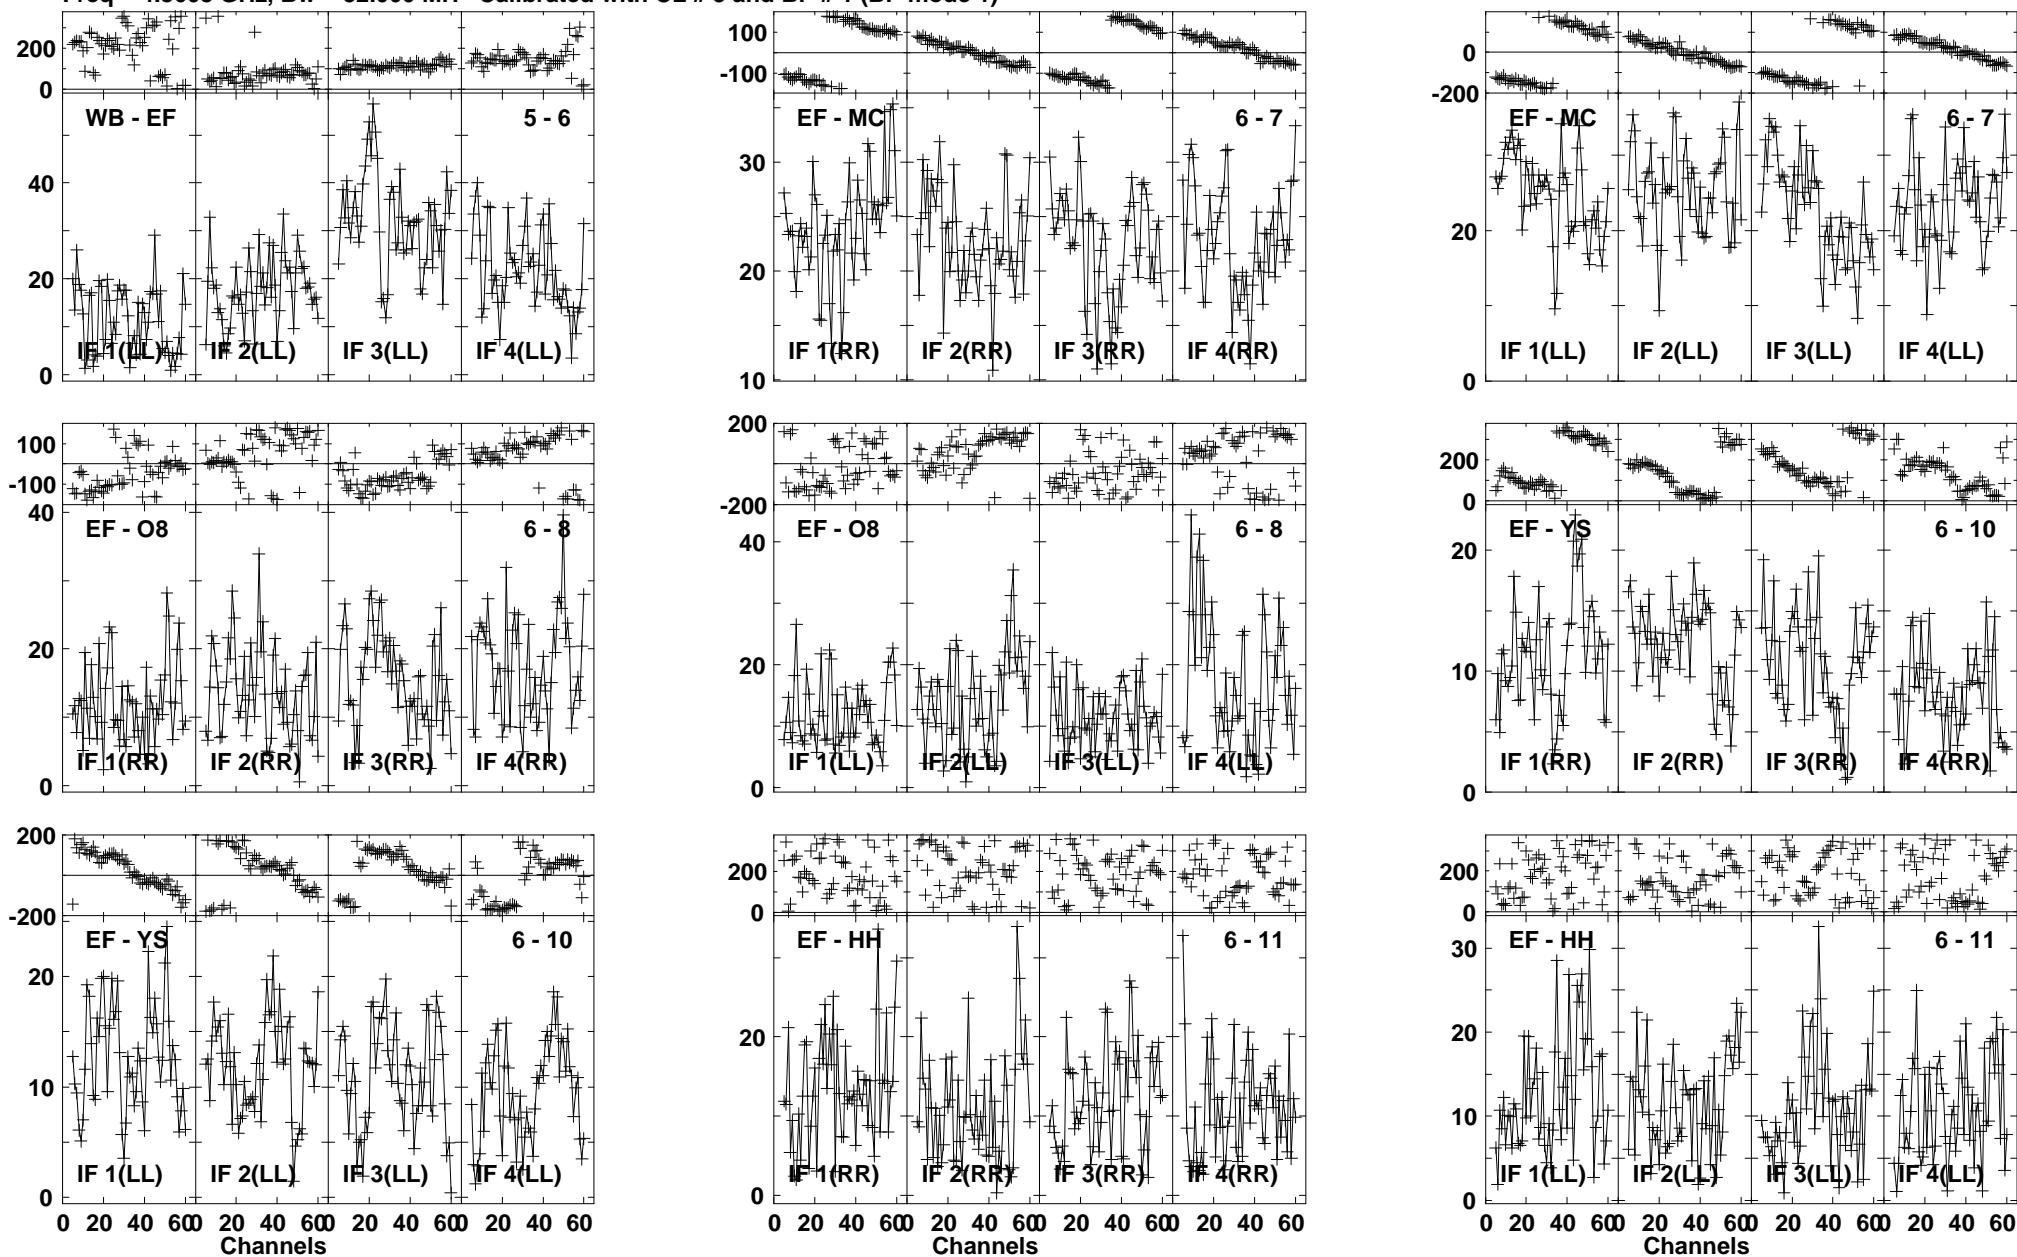 200
0
WB - EF
5 - 6
40
20
0
IF 1(LL)
IF 2(LL)
IF 3(LL)
IF 4(LL)
100
-100
EF - MC
6 - 7
30
20
10
IF 1(RR)
IF 2(RR)
IF 3(RR)
IF 4(RR)
0
-200
EF - MC
6 - 7
20
0
IF 1(LL)
IF 2(LL)
IF 3(LL)
IF 4(LL)
100
-100
40
EF - O8
6 - 8
20
0
IF 1(RR)
IF 2(RR)
IF 3(RR)
IF 4(RR)
200
-200
EF - O8
6 - 8
40
20
0
IF 1(LL)
IF 2(LL)
IF 3(LL)
IF 4(LL)
200
0
EF - YS
6 - 10
20
10
0
IF 1(RR)
IF 2(RR)
IF 3(RR)
IF 4(RR)
200
-200
EF - YS
6 - 10
20
10
0
IF 1(LL)
IF 2(LL)
IF 3(LL)
IF 4(LL)
0 20 40 60 0 20 40 60 0 20 40 60 0 20 40 60
Channels
200
0
EF - HH
6 - 11
20
0
IF 1(RR)
IF 2(RR)
IF 3(RR)
IF 4(RR)
0 20 40 60 0 20 40 60 0 20 40 60 0 20 40 60
Channels
200
0
EF - HH
6 - 11
30
20
10
0
IF 1(LL)
IF 2(LL)
IF 3(LL)
IF 4(LL)
0 20 40 60 0 20 40 60 0 20 40 60 0 20 40 60
Channels